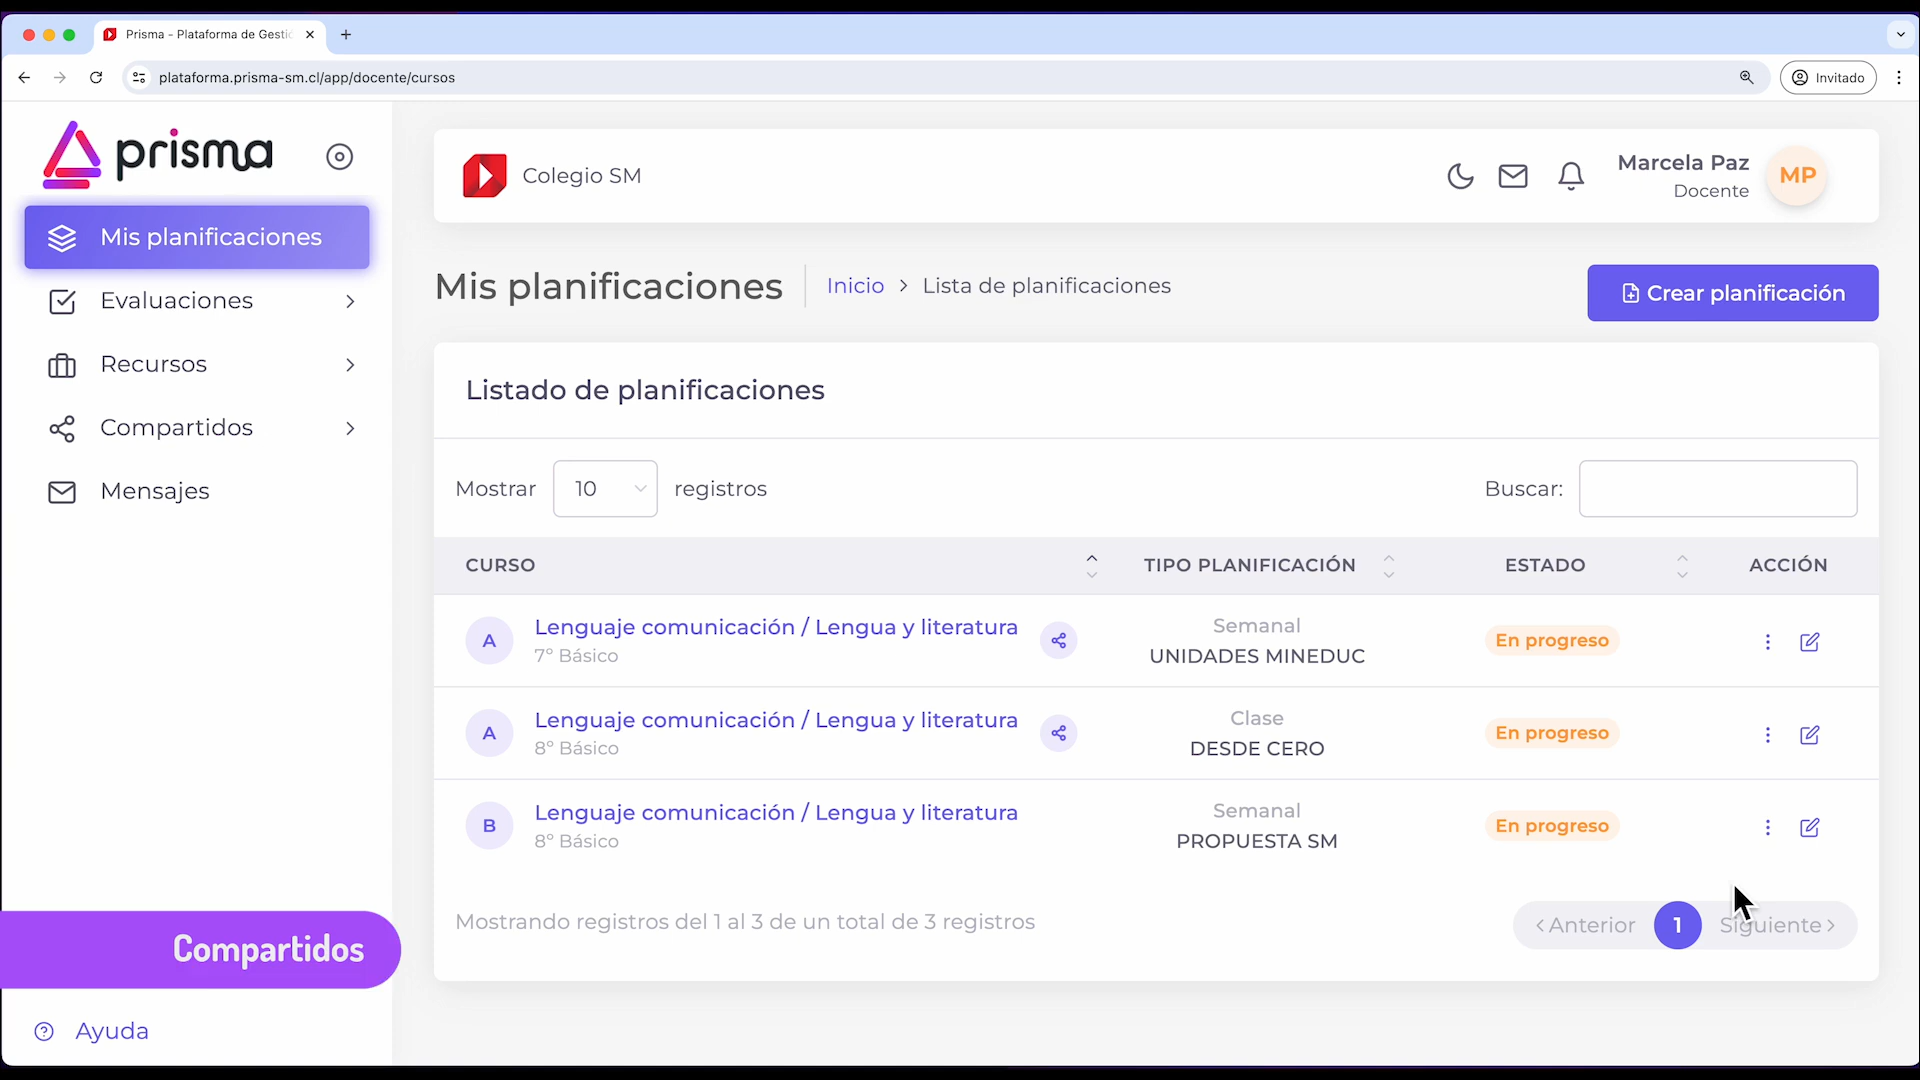 Prisma - Plataforma de Gestic
plataforma.prisma-sm.cl/app/docente/cursos
Invitado
prisma
Mis planificaciones
Evaluaciones
Recursos
Compartidos
Mensajes
Compartidos
Ayuda
Colegio SM
Marcela Paz
Docente
MP
Mis planificaciones
Inicio > Lista de planificaciones
Crear planificación
Listado de planificaciones
Mostrar 10 registros
Buscar:
CURSO TIPO PLANIFICACIÓN ESTADO ACCIÓN
A
Lenguaje comunicación / Lengua y literatura
7° Básico
Semanal
UNIDADES MINEDUC
En progreso
A
Lenguaje comunicación / Lengua y literatura
8° Básico
Clase
DESDE CERO
En progreso
B
Lenguaje comunicación / Lengua y literatura
8° Básico
Semanal
PROPUESTA SM
En progreso
Mostrando registros del 1 al 3 de un total de 3 registros
< Anterior 1 Siguiente >